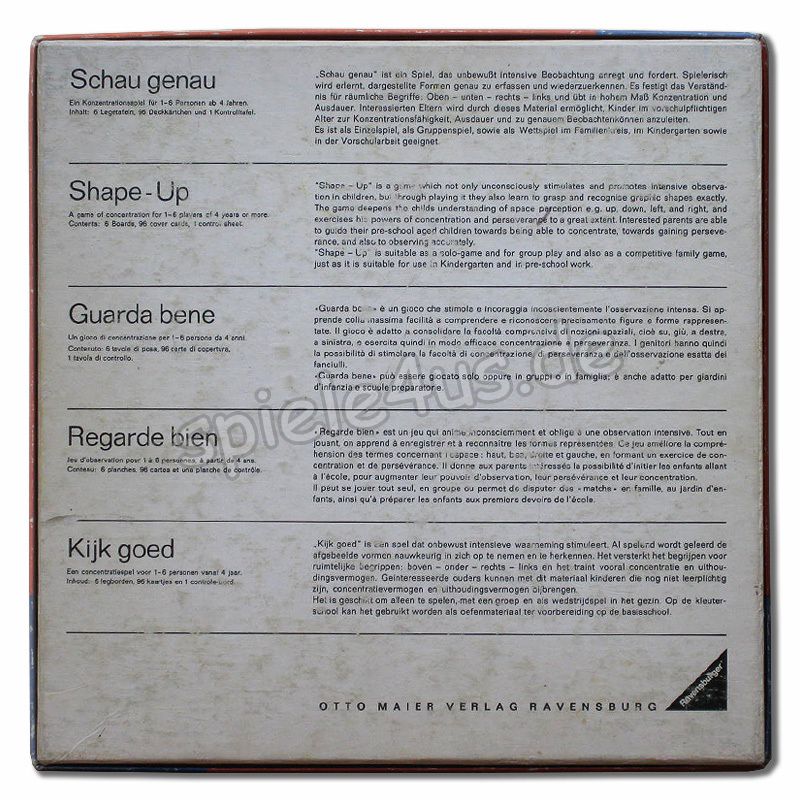 Schau genau
Ein Konzentrationsspiel für 1–6 Personen ab 4 Jahren.
Inhalt: 6 Legetafeln, 96 Deckkärtchen und 1 Kontrolltafel.
„Schau genau" ist ein Spiel, das unbewußt intensive Beobachtung anregt und fordert. Spielerisch
wird erlernt, dargestellte Formen genau zu erfassen und wiederzuerkennen. Es festigt das Verständ-
nis für räumliche Begriffe. Oben – unten – rechts – links und übt in hohem Maß Konzentration und
Ausdauer. Interessierten Eltern wird durch dieses Material ermöglicht, Kinder im vorschulpflichtigen
Alter zur Konzentrationsfähigkeit, Ausdauer und zu genauem Beobachtenkönnen anzuleiten.
Es ist als Einzelspiel, als Gruppenspiel, sowie als Wettspiel im Familienkreis, im Kindergarten sowie
in der Vorschularbeit geeignet.
Shape-Up
A game of concentration for 1–6 players of 4 years or more.
Contents: 6 Boards, 96 cover cards, 1 control sheet.
"Shape – Up" is a game which not only unconsciously stimulates and promotes intensive observa-
tion in children, but through playing it they also learn to grasp and recognise graphic shapes exactly.
The game deepens the childs understanding of space perception e.g. up, down, left, and right, and
exercises his powers of concentration and perseverance to a great extent. Interested parents are able
to guide their pre-school aged children towards being able to concentrate, towards gaining perseve-
rance, and also to observing accurately.
"Shape – Up" is suitable as a solo-game and for group play and also as a competitive family game,
just as it is suitable for use in Kindergarten and in pre-school work.
Guarda bene
Un gioco di concentrazione per 1–6 persona da 4 anni.
Contenuto: 6 tavole di posa, 96 carte di copertura,
1 tavola di controllo.
«Guarda bene» è un gioco che stimola e incoraggia incoscientemente l'osservazione intensa. Si ap-
prende colla massima facilità a comprendere e riconoscere precisamente figure e forme rappresen-
tate. Il gioco è adatto a consolidare la facoltà comprensiva di nozioni spaziali, cioè su, giù, a destra,
a sinistra, e esercita quindi in modo efficace concentrazione e costanza. I genitori hanno quindi
la possibilità di stimolare la facoltà di concentrazione, di perseveranza e dell'osservazione esatta dei
fanciulli.
«Guarda bene» può essere giocato solo oppure in gruppi o in famiglia; è anche adatto per giardini
d'infanzia e scuole preparatorie.
Regarde bien
Jeu d'observation pour 1 à 6 personnes, à partir de 4 ans.
Contenu: 6 planches, 96 cartes et une planche de contrôle.
«Regarde bien» est un jeu qui anime inconsciemment et oblige à une observation intensive. Tout en
jouant, on apprend à enregistrer et à reconnaître les formes représentées. Ce jeu améliore la compré-
hension des termes concernant l'espace: haut, bas, droite et gauche, en formant un exercice de con-
centration et de persévérance. Il donne aux parents intéressés la possibilité d'initier les enfants allant
à l'école, pour augmenter leur pouvoir d'observation, leur persévérance et leur concentration.
Il peut se jouer tout seul, en groupe ou permet de disputer des «matchs» en famille, au jardin d'en-
fants, ainsi qu'à préparer les enfants aux premiers devoirs de l'école.
Kijk goed
Een concentratiespel voor 1–6 personen vanaf 4 jaar.
Inhoud: 6 legborden, 96 kaartjes en 1 controle-bord.
„Kijk goed" is een spel dat onbewust intensieve waarneming stimuleert. Al spelend wordt geleerd de
afgebeelde vormen nauwkeurig in zich op te nemen en te herkennen. Het versterkt het begrijpen voor
ruimtelijke begrippen: boven – onder – rechts – links en het traint vooral concentratie en uithou-
dingsvermogen. Geïnteresseerde ouders kunnen met dit materiaal kinderen die nog niet leerplichtig
zijn, concentratievermogen en uithoudingsvermogen bijbrengen.
Het is geschikt om alleen te spelen, met een groep en als wedstrijdspel in het gezin. Op de kleuter-
school kan het gebruikt worden als oefenmateriaal ter voorbereiding op de basisschool.
OTTO MAIER VERLAG RAVENSBURG
Ravensburger
spiele4us.de